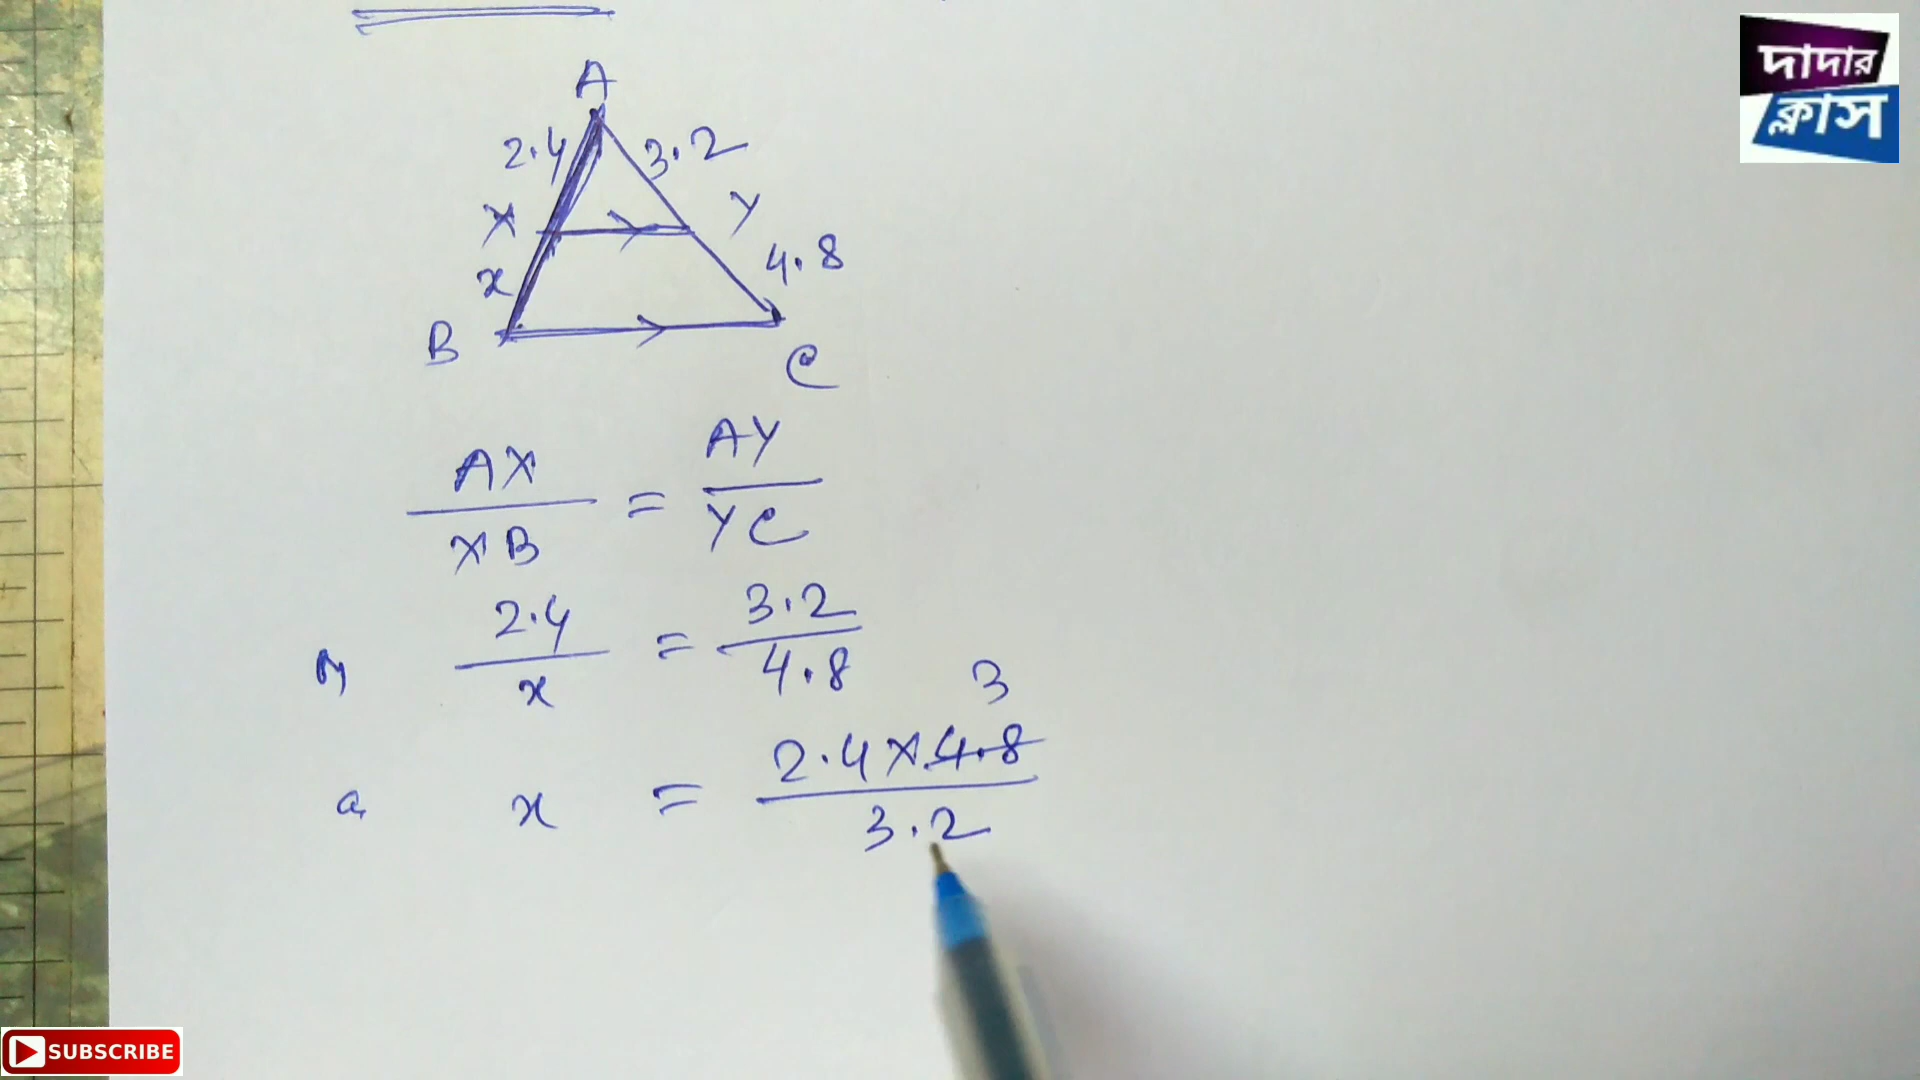 দাদার
ক্লাস
A
2.4
3.2
X
Y
x
4.8
B
C
AX
AY
=
XB
YC
2.4
3.2
=
x
4.8
3
2.4 × 4.8
x =
3.2
SUBSCRIBE